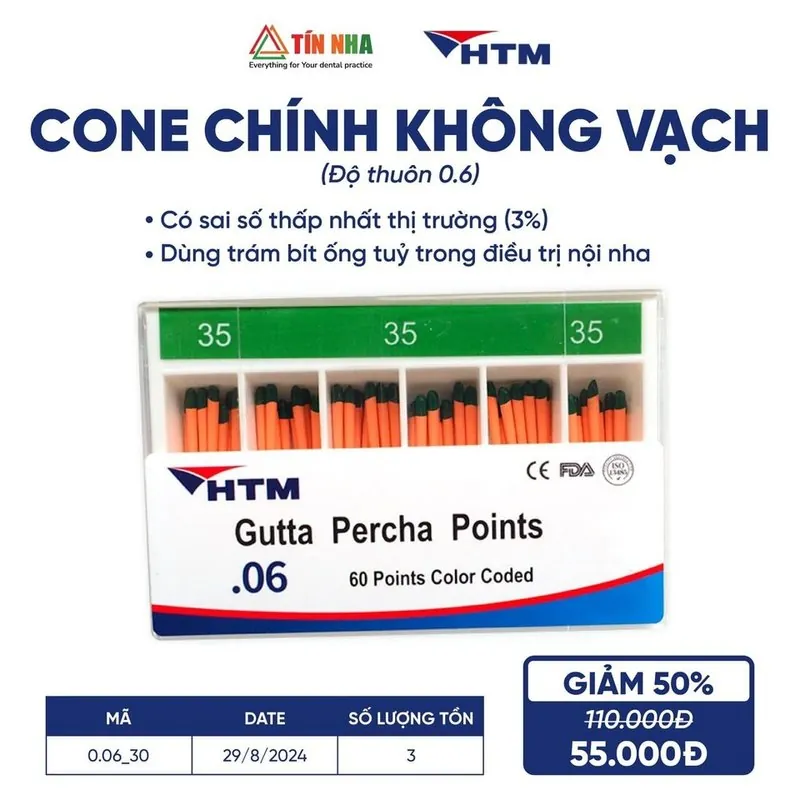 TÍN NHA
Everything for Your dental practice
HTM
CONE CHÍNH KHÔNG VẠCH
(Độ thuôn 0.6)
• Có sai số thấp nhất thị trường (3%)
• Dùng trám bít ống tuỷ trong điều trị nội nha
35 35 35
HTM
CE FDA ISO 13485
Gutta Percha Points
.06 60 Points Color Coded
MÃ DATE SỐ LƯỢNG TỒN
0.06_30 29/8/2024 3
GIẢM 50%
110.000Đ
55.000Đ